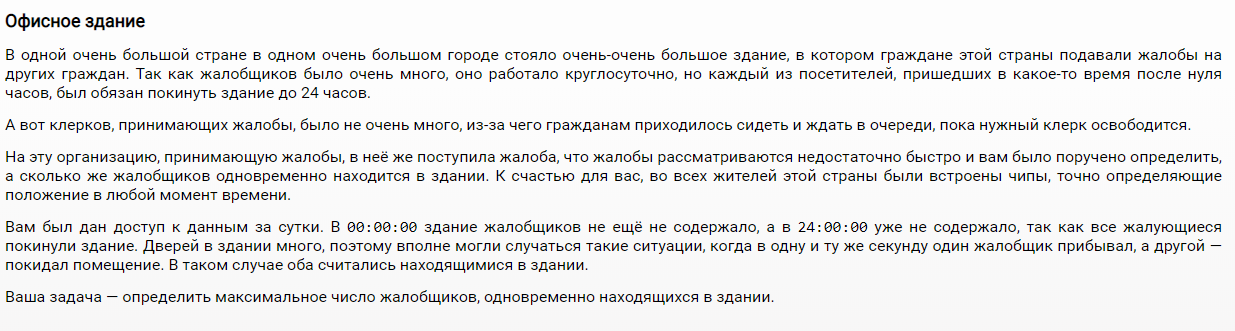 Офисное здание
В одной очень большой стране в одном очень большом городе стояло очень-очень большое здание, в котором граждане этой страны подавали жалобы на
других граждан. Так как жалобщиков было очень много, оно работало круглосуточно, но каждый из посетителей, пришедших в какое-то время после нуля
часов, был обязан покинуть здание до 24 часов.
А вот клерков, принимающих жалобы, было не очень много, из-за чего гражданам приходилось сидеть и ждать в очереди, пока нужный клерк освободится.
На эту организацию, принимающую жалобы, в неё же поступила жалоба, что жалобы рассматриваются недостаточно быстро и вам было поручено определить,
а сколько же жалобщиков одновременно находится в здании. К счастью для вас, во всех жителей этой страны были встроены чипы, точно определяющие
положение в любой момент времени.
Вам был дан доступ к данным за сутки. В 00:00:00 здание жалобщиков не ещё не содержало, а в 24:00:00 уже не содержало, так как все жалующиеся
покинули здание. Дверей в здании много, поэтому вполне могли случаться такие ситуации, когда в одну и ту же секунду один жалобщик прибывал, а другой —
покидал помещение. В таком случае оба считались находящимися в здании.
Ваша задача — определить максимальное число жалобщиков, одновременно находящихся в здании.